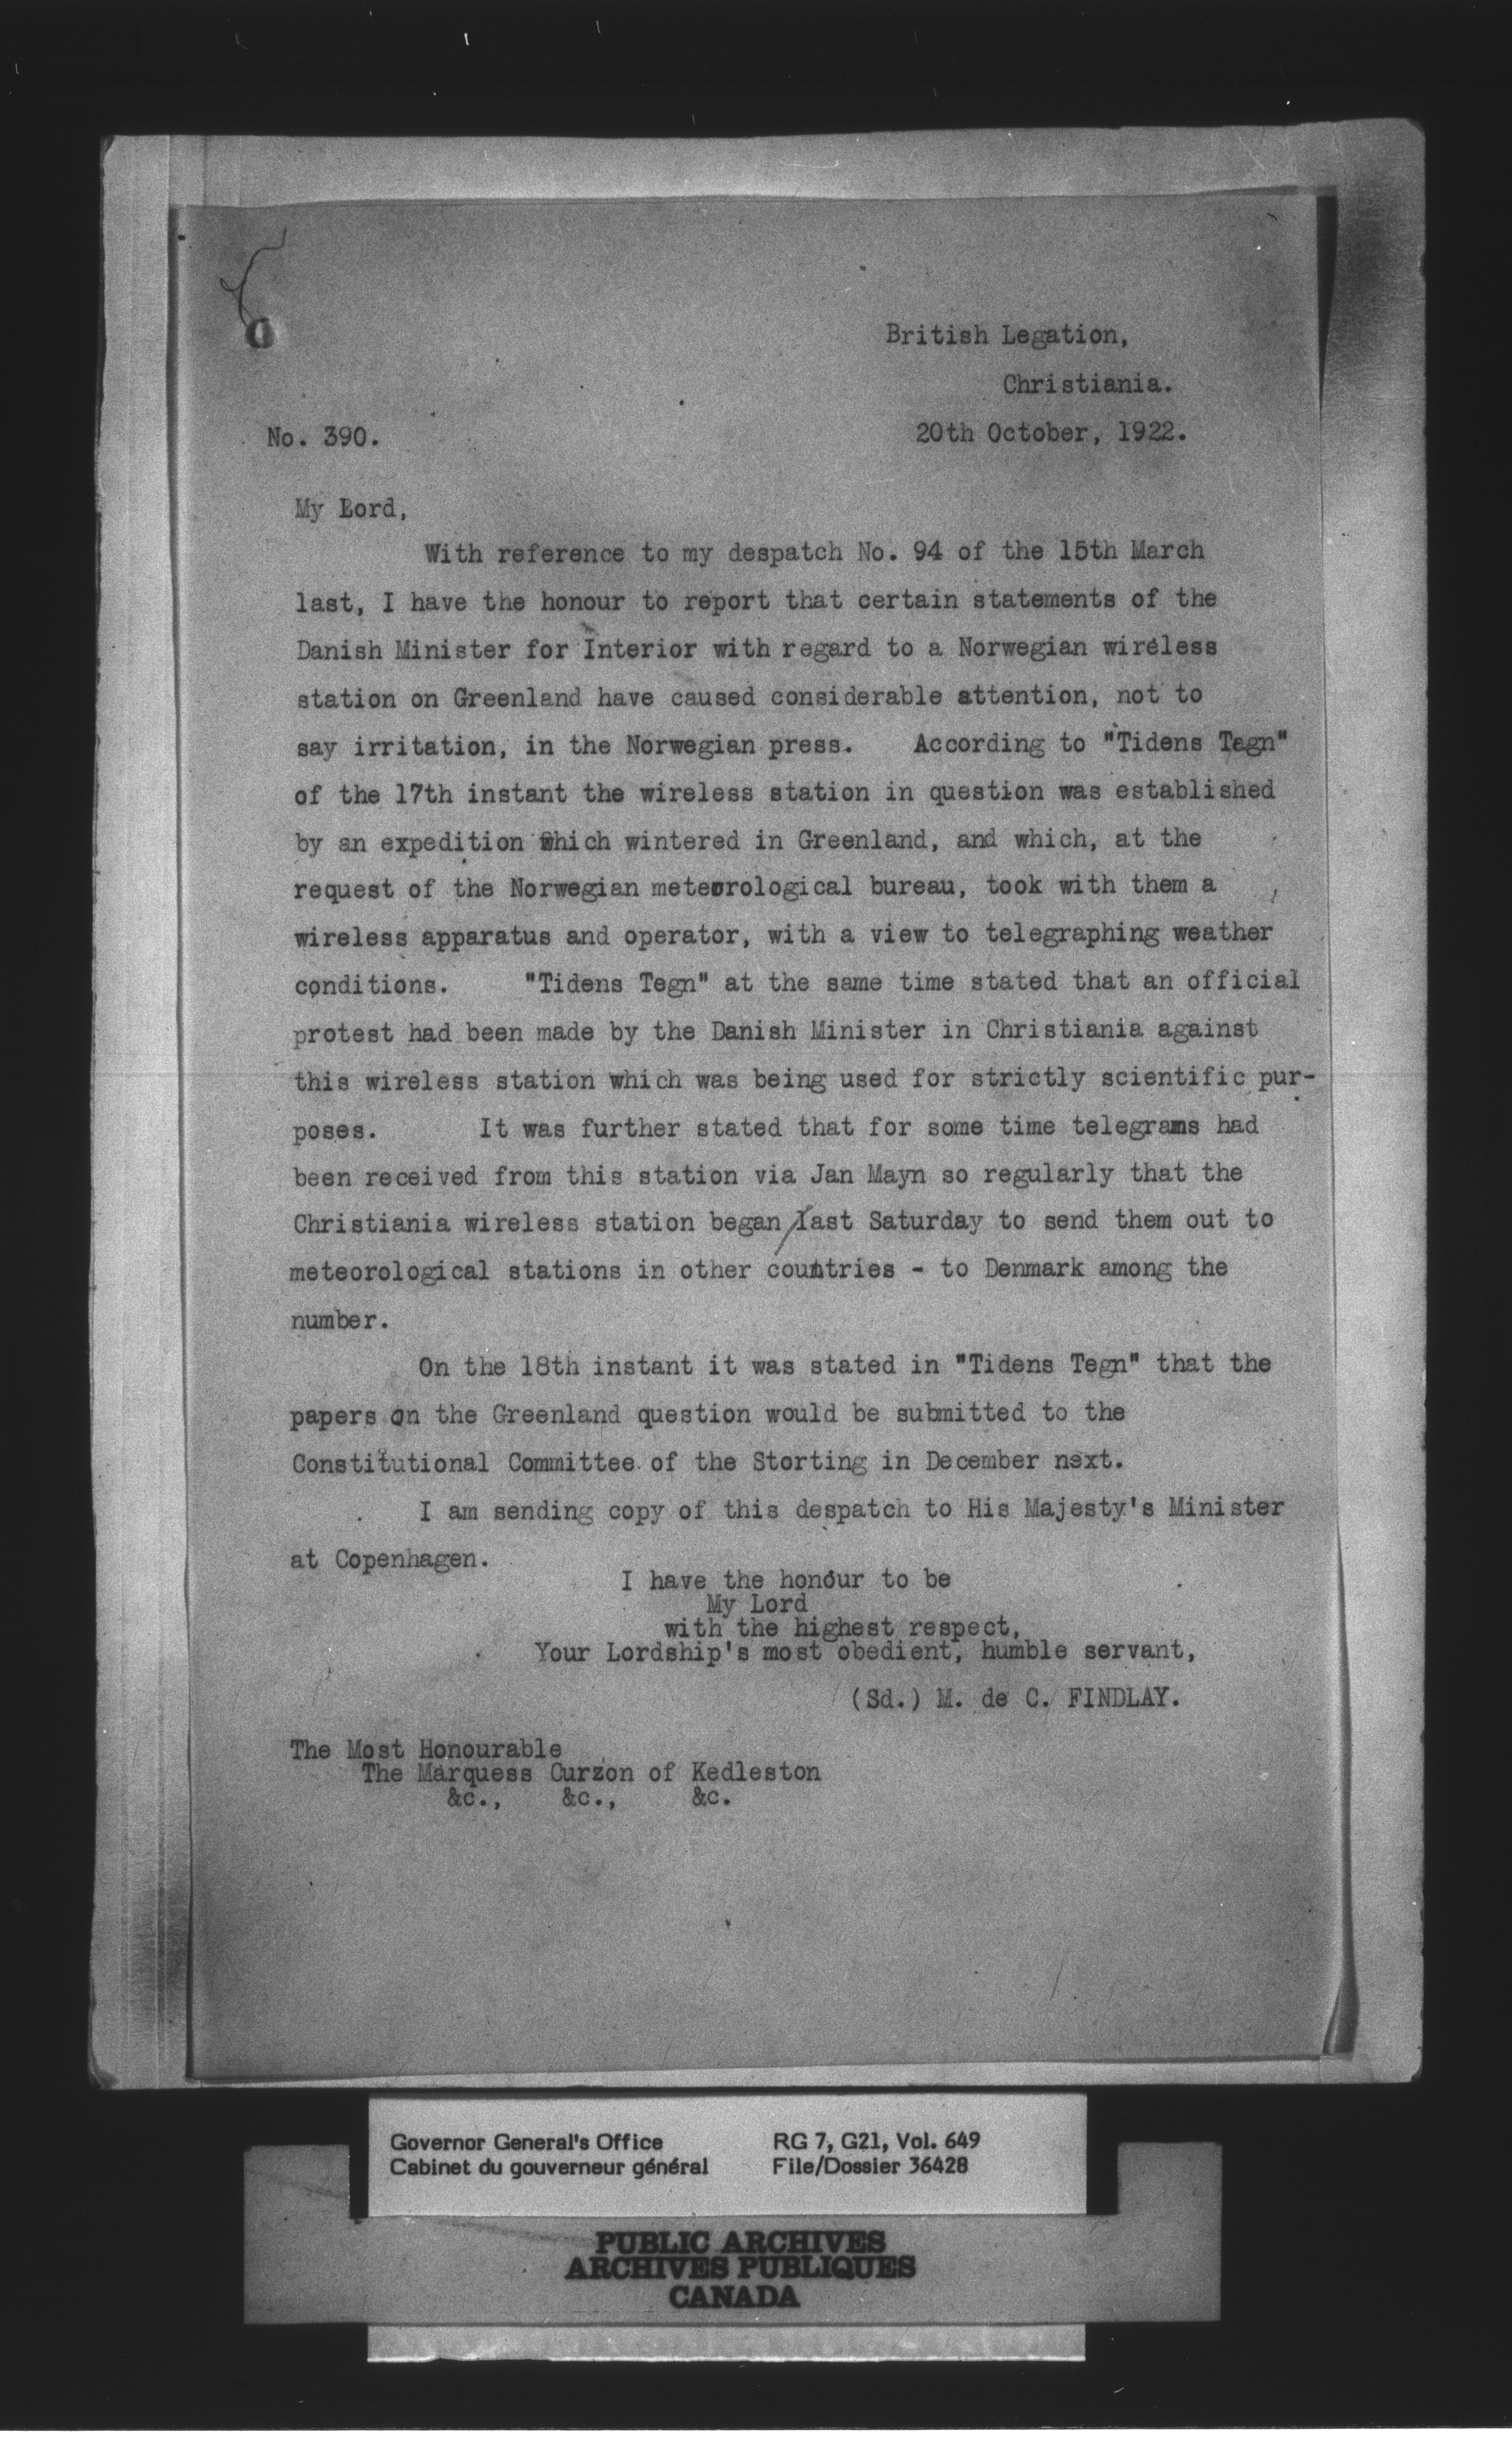 British Legation,
Christiania.
No. 390.
20th October, 1922.
My Lord,
With reference to my despatch No. 94 of the 15th March
last, I have the honour to report that certain statements of the
Danish Minister for Interior with regard to a Norwegian wireless
station on Greenland have caused considerable attention, not to
say irritation, in the Norwegian press. According to "Tidens Tegn"
of the 17th instant the wireless station in question was established
by an expedition which wintered in Greenland, and which, at the
request of the Norwegian meteorological bureau, took with them a
wireless apparatus and operator, with a view to telegraphing weather
conditions. "Tidens Tegn" at the same time stated that an official
protest had been made by the Danish Minister in Christiania against
this wireless station which was being used for strictly scientific pur-
poses. It was further stated that for some time telegrams had
been received from this station via Jan Mayn so regularly that the
Christiania wireless station began last Saturday to send them out to
meteorological stations in other countries - to Denmark among the
number.
On the 18th instant it was stated in "Tidens Tegn" that the
papers on the Greenland question would be submitted to the
Constitutional Committee of the Storting in December next.
I am sending copy of this despatch to His Majesty's Minister
at Copenhagen.
I have the honour to be
My Lord
with the highest respect,
Your Lordship's most obedient, humble servant,
(Sd.) M. de C. FINDLAY.
The Most Honourable
The Marquess Curzon of Kedleston
&c., &c., &c.
Governor General's Office RG 7, G21, Vol. 649
Cabinet du gouverneur général File/Dossier 36428
PUBLIC ARCHIVES
ARCHIVES PUBLIQUES
CANADA